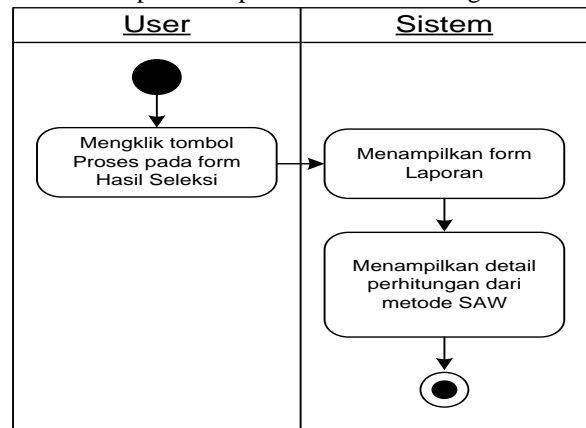 User
Sistem
Mengklik tombol
Proses pada form
Hasil Seleksi
Menampilkan form
Laporan
Menampilkan detail
perhitungan dari
metode SAW